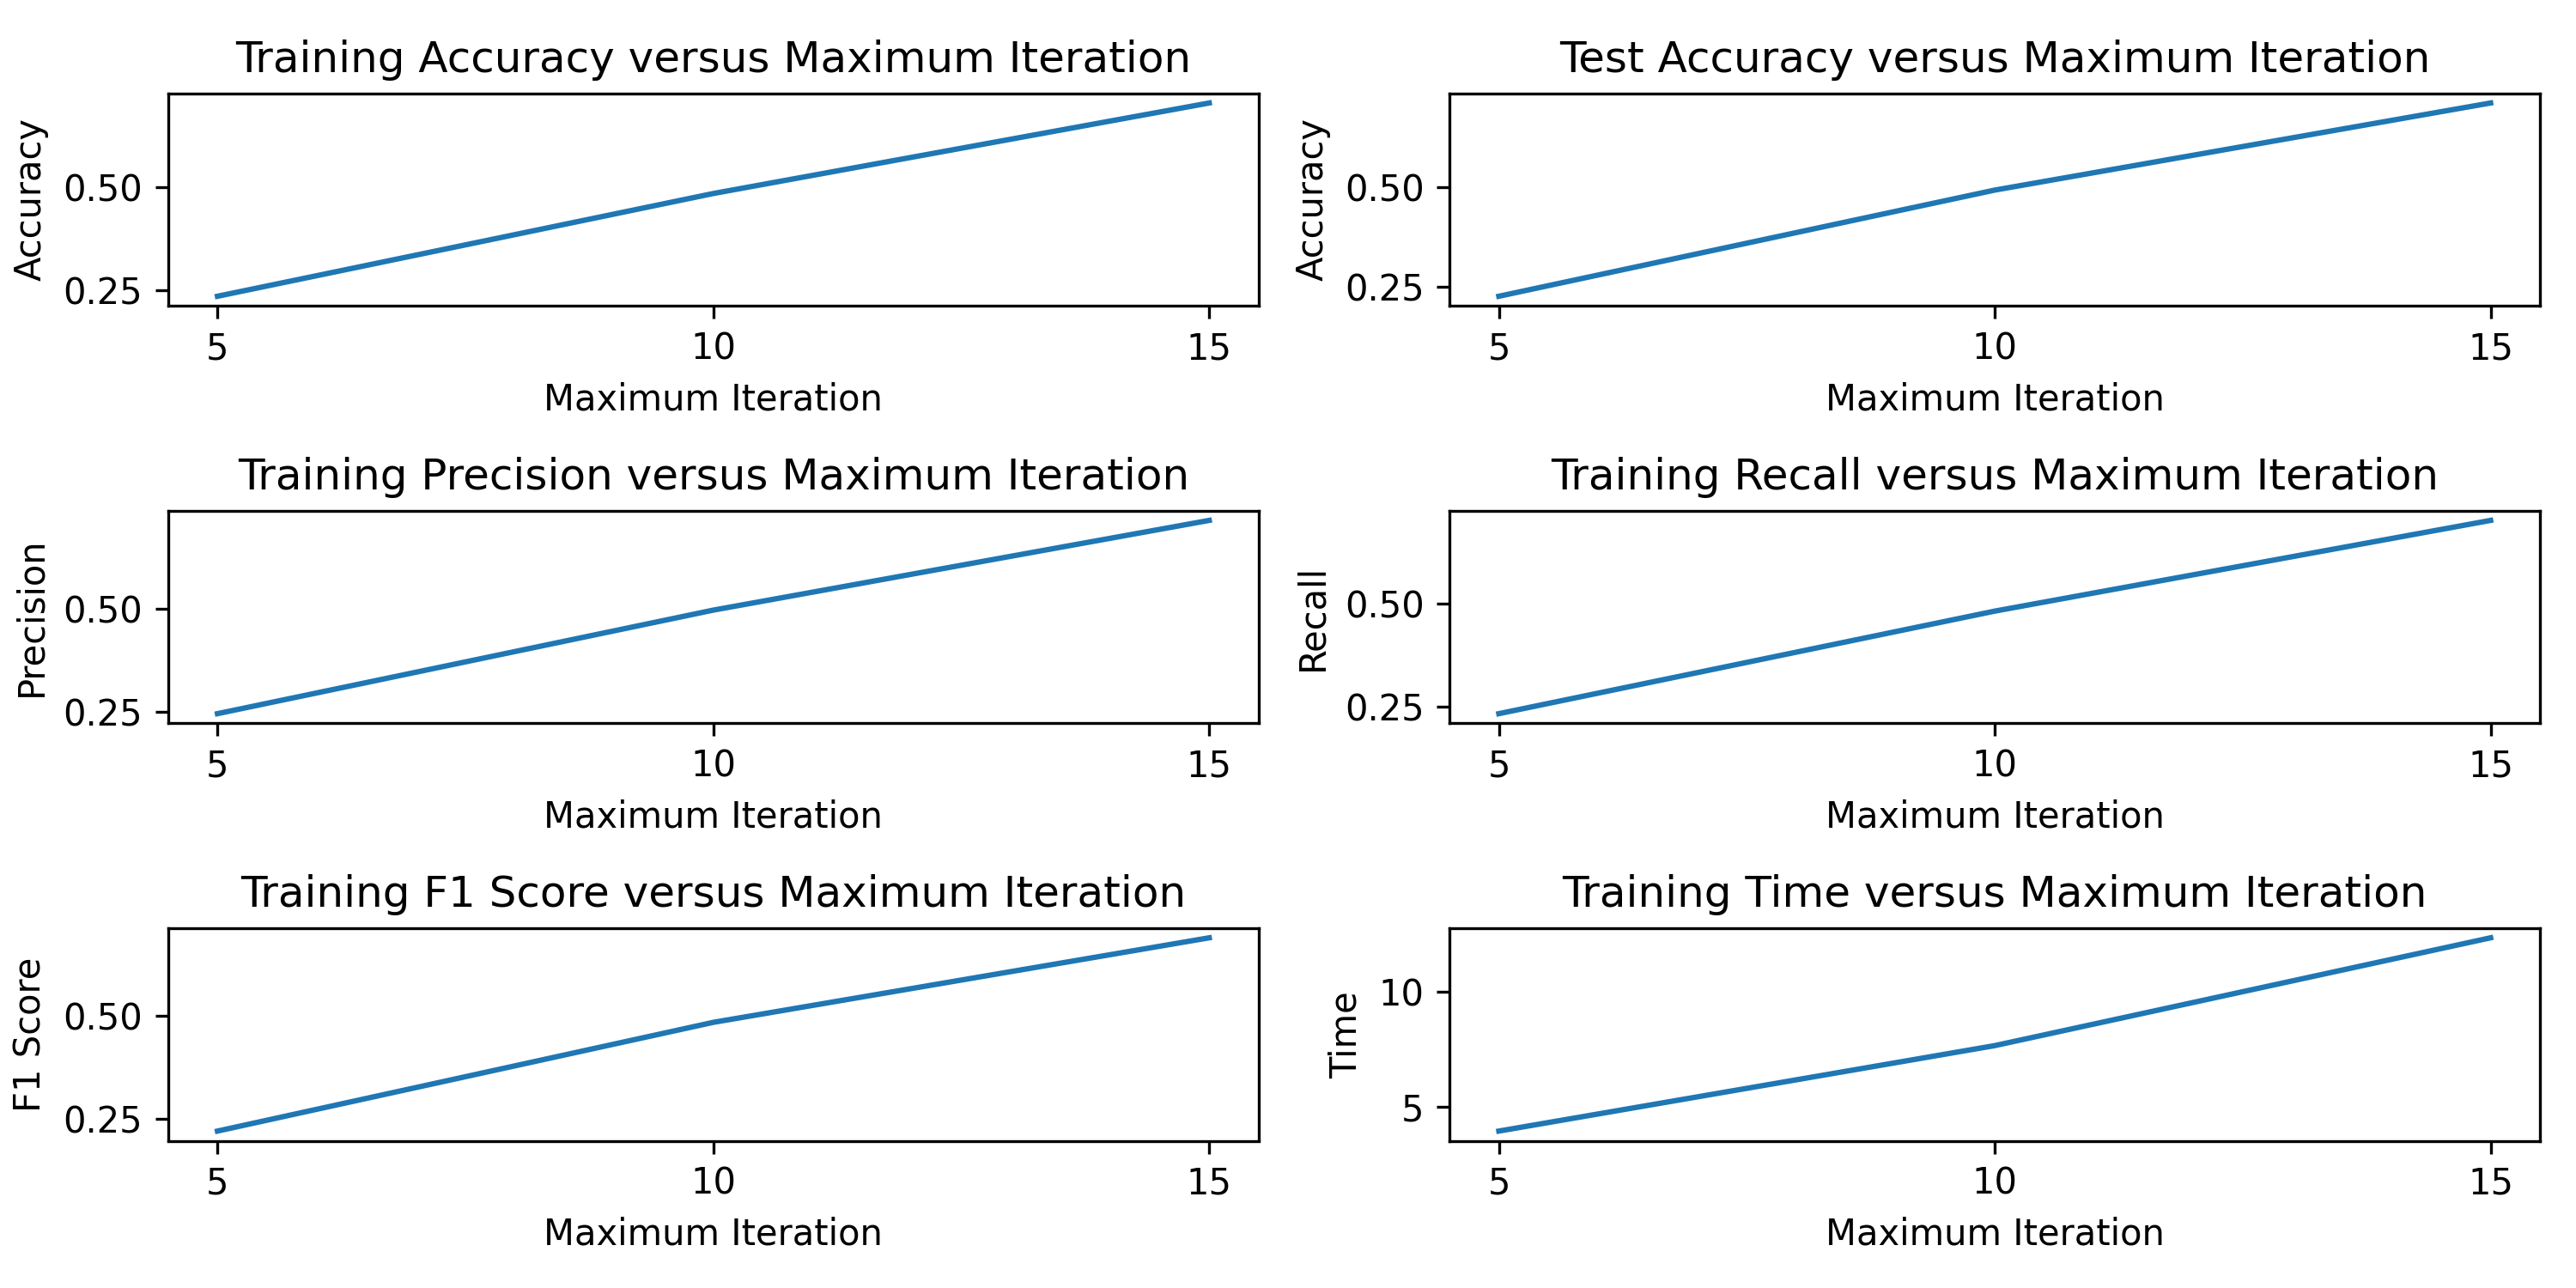 Training Accuracy versus Maximum Iteration
Accuracy
0.50
0.25
5 10 15
Maximum Iteration
Test Accuracy versus Maximum Iteration
Accuracy
0.50
0.25
5 10 15
Maximum Iteration
Training Precision versus Maximum Iteration
Precision
0.50
0.25
5 10 15
Maximum Iteration
Training Recall versus Maximum Iteration
Recall
0.50
0.25
5 10 15
Maximum Iteration
Training F1 Score versus Maximum Iteration
F1 Score
0.50
0.25
5 10 15
Maximum Iteration
Training Time versus Maximum Iteration
Time
10
5
5 10 15
Maximum Iteration